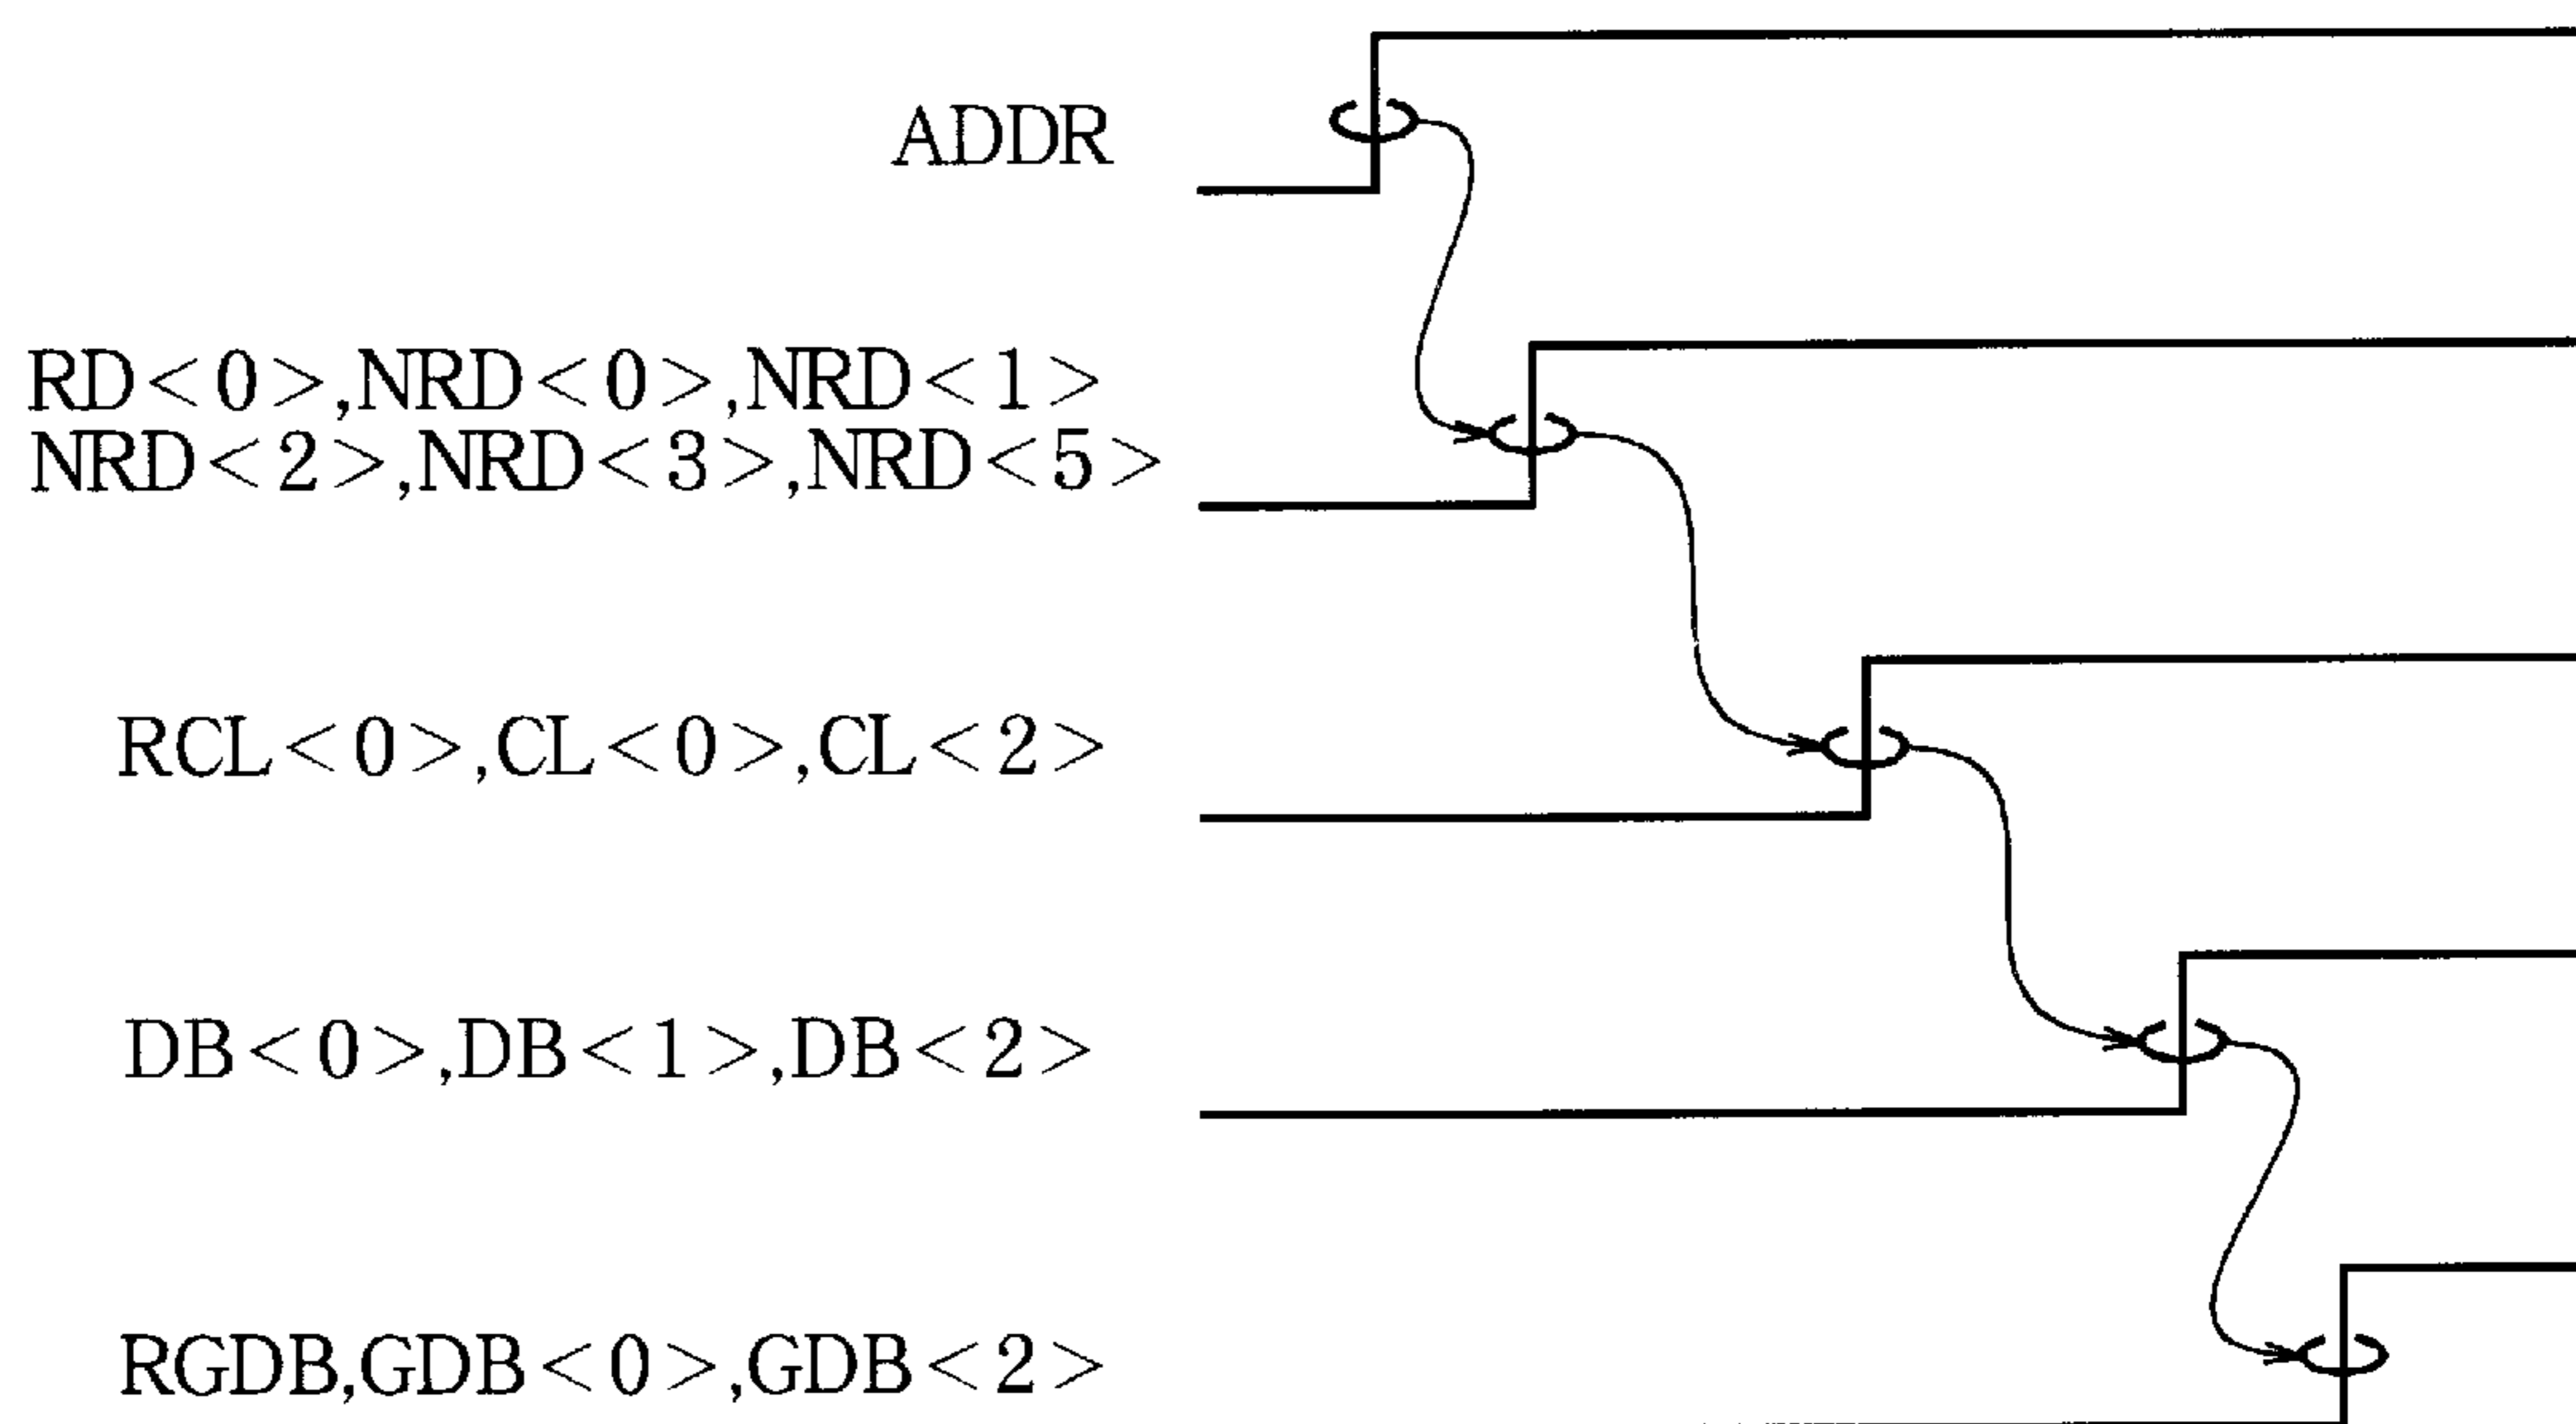 ADDR
RD<0>,NRD<0>,NRD<1>
NRD<2>,NRD<3>,NRD<5>
RCL<0>,CL<0>,CL<2>
DB<0>,DB<1>,DB<2>
RGDB,GDB<0>,GDB<2>